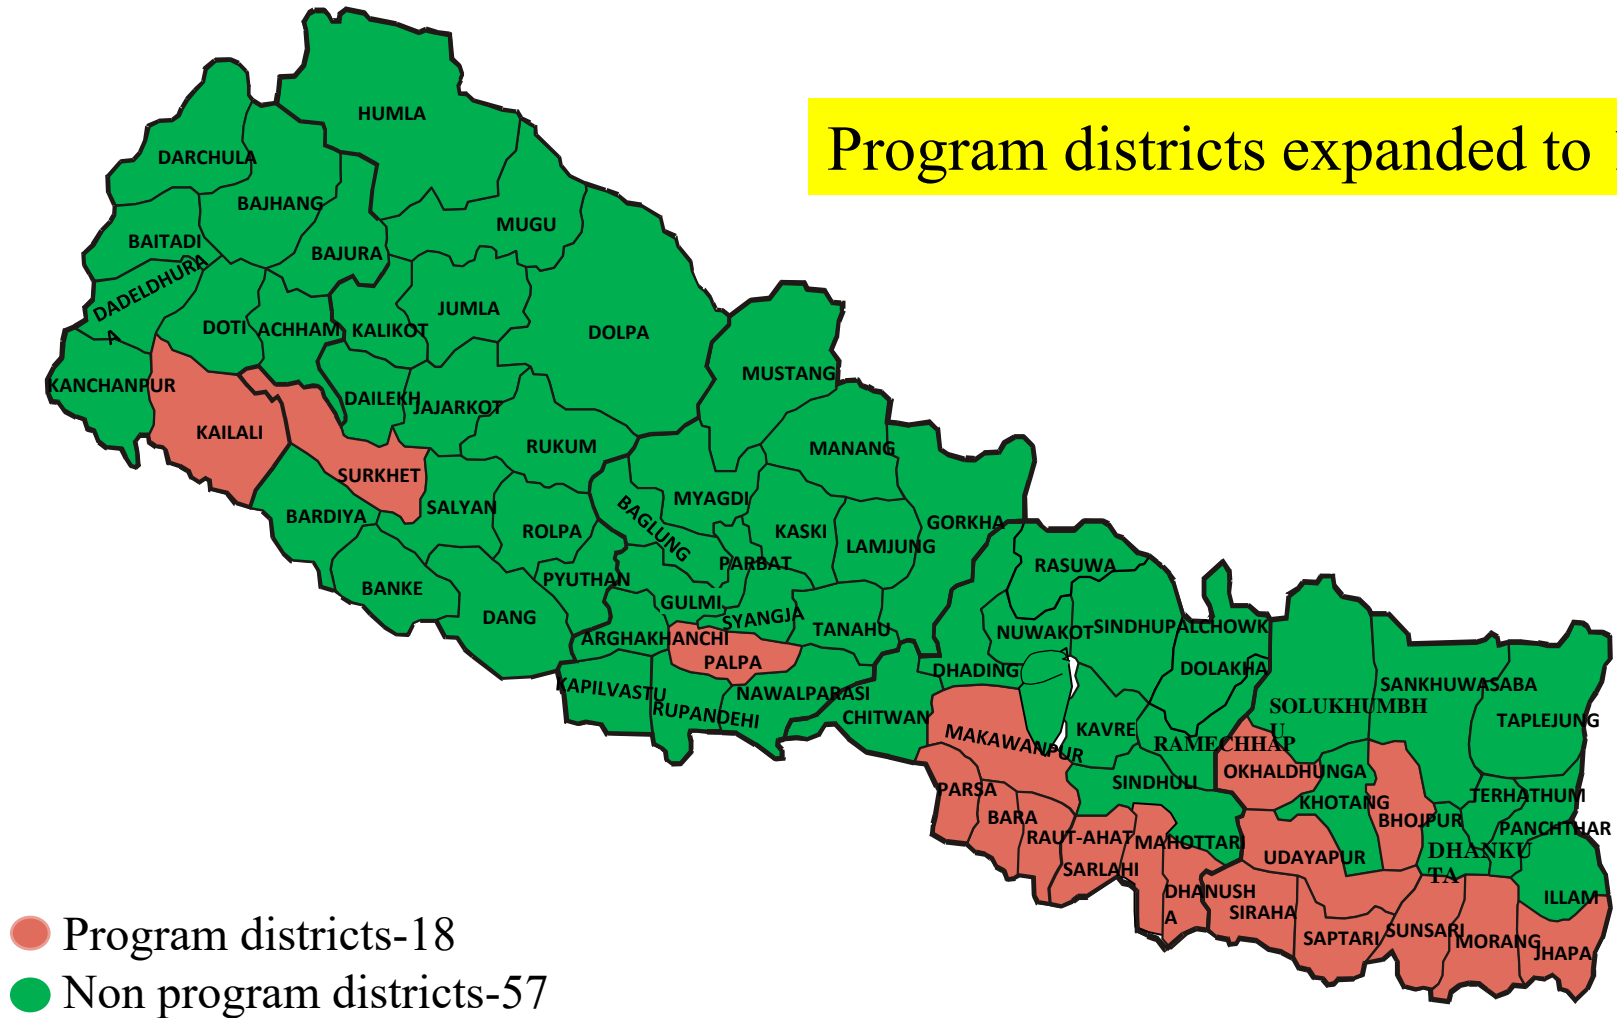 HUMLA
Program districts expanded to
DARCHULA
BAJHANG
MUGU
BAITADI
BAJURA
DADELDHURA
A
JUMLA
DOTI
ACHHAM
KALIKOT
DOLPA
MUSTANG
KANCHANPUR
DAILEKH
JAJARKOT
KAILALI
RUKUM
MANANG
SURKHET
MYAGDI
SALYAN
BARDIYA
BAGLUNG
ROLPA
KASKI
GORKHA
LAMJUNG
PARBAT
RASUWA
PYUTHAN
BANKE
GULMI
DANG
SYANGJA
TANAHU
NUWAKOT
SINDHUPALCHOWK
ARGHAKHANCHI
PALPA
DHADING
DOLAKHA
KAPILVASTU
NAWALPARASI
SANKHUWASABA
RUPANDEHI
CHITWAN
SOLUKHUMBH
U
TAPLEJUNG
KAVRE
MAKAWANPUR
RAMECHHAP
OKHALDHUNGA
SINDHULI
PARSA
TERHATHUM
KHOTANG
BARA
BHOJPUR
PANCHTHAR
RAUT-AHAT
MAHOTTARI
DHANKU
TA
UDAYAPUR
SARLAHI
DHANUSH
A
ILLAM
SIRAHA
SAPTARI
SUNSARI
MORANG
JHAPA
Program districts-18
Non program districts-57